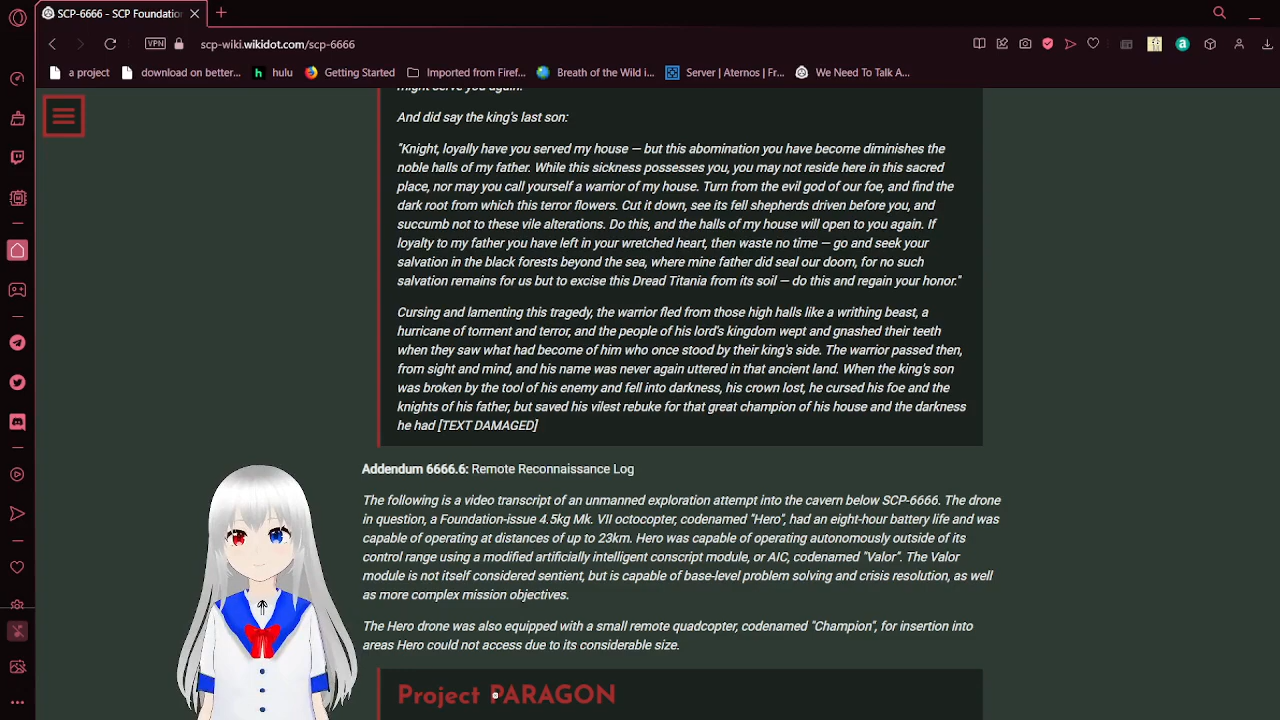 SCP-6666 - SCP Foundation
scp-wiki.wikidot.com/scp-6666
VPN
a project
download on better...
hulu
Getting Started
Imported from Firef...
Breath of the Wild i...
Server | Aternos | Fr...
We Need To Talk A...
might serve you again.
And did say the king's last son:
"Knight, loyally have you served my house — but this abomination you have become diminishes the
noble halls of my father. While this sickness possesses you, you may not reside here in this sacred
place, nor may you call yourself a warrior of my house. Turn from the evil god of our foe, and find the
dark root from which this terror flowers. Cut it down, see its fell shepherds driven before you, and
succumb not to these vile alterations. Do this, and the halls of my house will open to you again. If
loyalty to my father you have left in your wretched heart, then waste no time — go and seek your
salvation in the black forests beyond the sea, where mine father did seal our doom, for no such
salvation remains for us but to excise this Dread Titania from its soil — do this and regain your honor."
Cursing and lamenting this tragedy, the warrior fled from those high halls like a writhing beast, a
hurricane of torment and terror, and the people of his lord's kingdom wept and gnashed their teeth
when they saw what had become of him who once stood by their king's side. The warrior passed then,
from sight and mind, and his name was never again uttered in that ancient land. When the king's son
was broken by the tool of his enemy and fell into darkness, his crown lost, he cursed his foe and the
knights of his father, but saved his vilest rebuke for that great champion of his house and the darkness
he had [TEXT DAMAGED]
Addendum 6666.6: Remote Reconnaissance Log
The following is a video transcript of an unmanned exploration attempt into the cavern below SCP-6666. The drone
in question, a Foundation-issue 4.5kg Mk. VII octocopter, codenamed "Hero", had an eight-hour battery life and was
capable of operating at distances of up to 23km. Hero was capable of operating autonomously outside of its
control range using a modified artificially intelligent conscript module, or AIC, codenamed "Valor". The Valor
module is not itself considered sentient, but is capable of base-level problem solving and crisis resolution, as well
as more complex mission objectives.
The Hero drone was also equipped with a small remote quadcopter, codenamed "Champion", for insertion into
areas Hero could not access due to its considerable size.
Project PARAGON